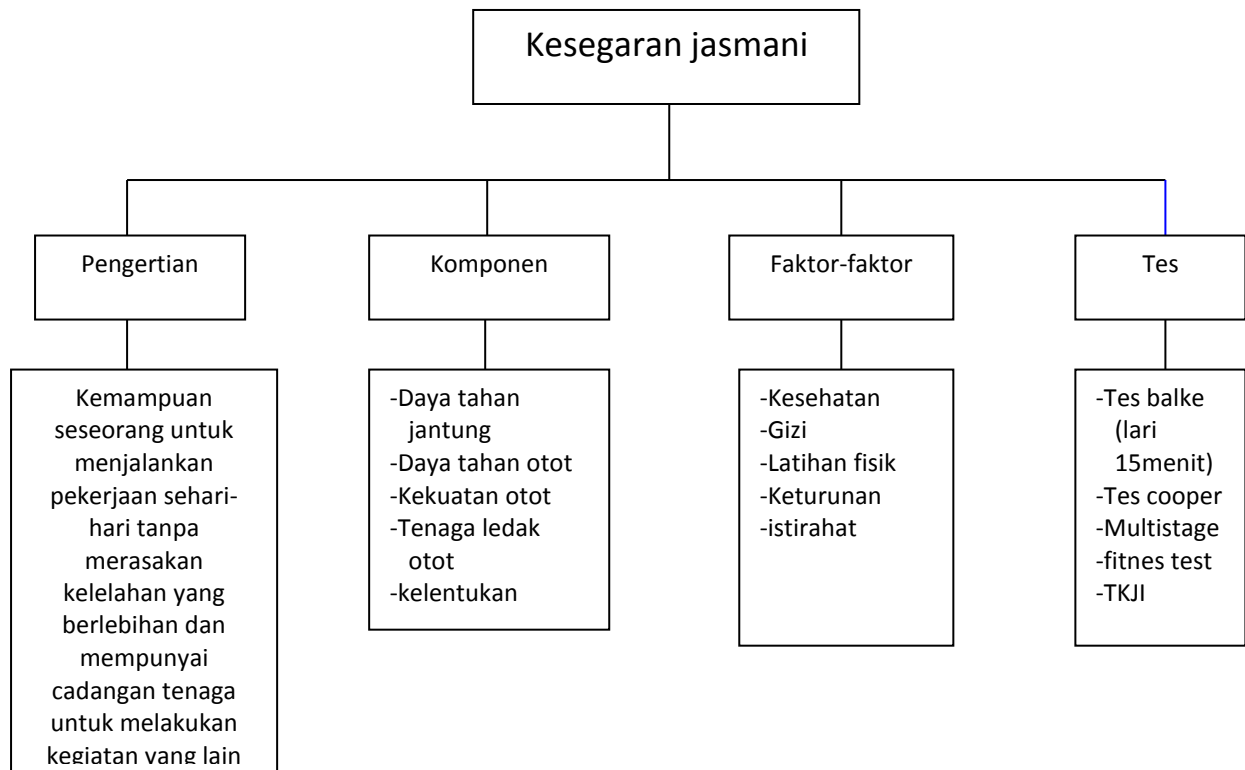 Kesegaran jasmani
Pengertian
Komponen
Faktor-faktor
Tes
Kemampuan
seseorang untuk
menjalankan
pekerjaan sehari-
hari tanpa
merasakan
kelelahan yang
berlebihan dan
mempunyai
cadangan tenaga
untuk melakukan
kegiatan yang lain
-Daya tahan
jantung
-Daya tahan otot
-Kekuatan otot
-Tenaga ledak
otot
-kelentukan
-Kesehatan
-Gizi
-Latihan fisik
-Keturunan
-istirahat
-Tes balke
(lari
15menit)
-Tes cooper
-Multistage
-fitnes test
-TKJI